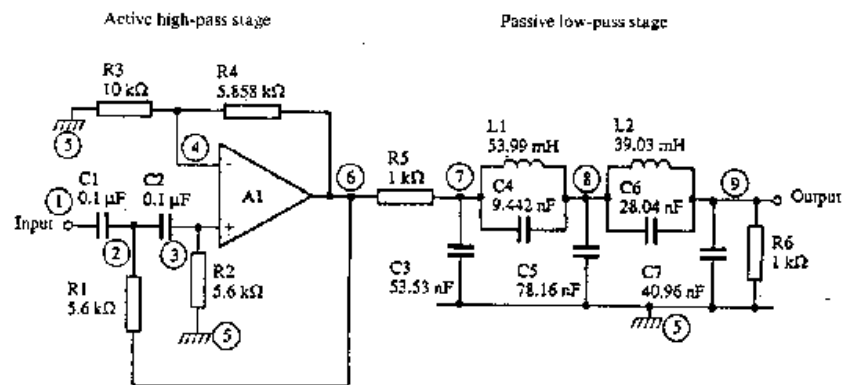 Active high-pass stage
Passive low-pass stage
R3
10 kΩ
R4
5.858 kΩ
5
4
-
A1
+
C1
0.1 µF
C2
0.1 µF
1
Input
2
3
R1
5.6 kΩ
R2
5.6 kΩ
5
6
R5
1 kΩ
7
L1
53.99 mH
C4
9.442 nF
8
L2
39.03 mH
C6
28.04 nF
9
Output
C3
53.53 nF
C5
78.16 nF
C7
40.96 nF
R6
1 kΩ
5